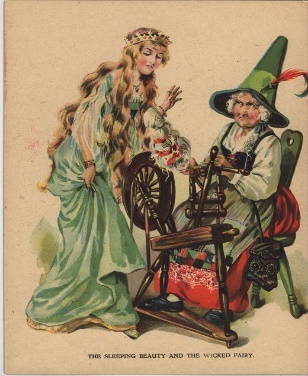 THE SLEEPING BEAUTY AND THE WICKED FAIRY.